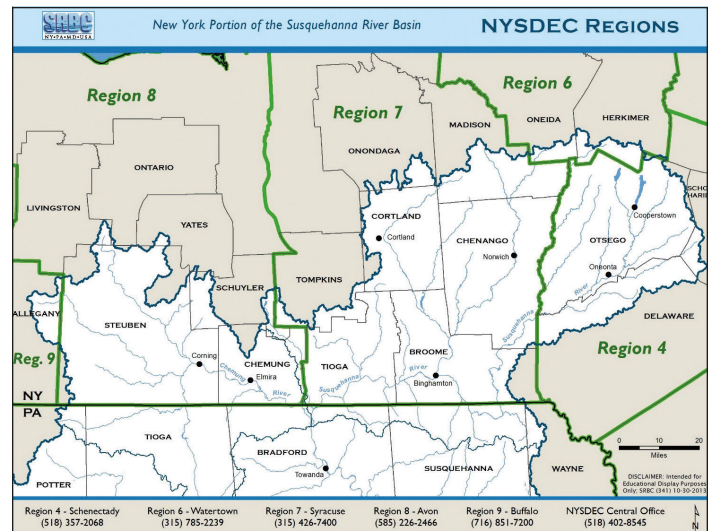 SRBC
NY • PA • MD • USA
New York Portion of the Susquehanna River Basin
NYSDEC REGIONS
Region 8
Region 7
Region 6
MADISON
ONEIDA
HERKIMER
ONONDAGA
ONTARIO
LIVINGSTON
YATES
CORTLAND
Cortland
CHENANGO
Norwich
Cooperstown
OTSEGO
Oneonta
River
SCHUYLER
TOMPKINS
ALLEGANY
STEUBEN
DELAWARE
Susquehanna
Reg. 9
Corning
CHEMUNG
Chemung
Elmira
River
TIOGA
Susquehanna
River
BROOME
Binghamton
Region 4
NY
PA
TIOGA
BRADFORD
Towanda
SUSQUEHANNA
WAYNE
POTTER
0 10 20
Miles
DISCLAIMER: Intended for
Educational Display Purposes
Only; SRBC (341) 10-30-2013
Region 4 - Schenectady
(518) 357-2068
Region 6 - Watertown
(315) 785-2239
Region 7 - Syracuse
(315) 426-7400
Region 8 - Avon
(585) 226-2466
Region 9 - Buffalo
(716) 851-7200
NYSDEC Central Office
(518) 402-8545
N